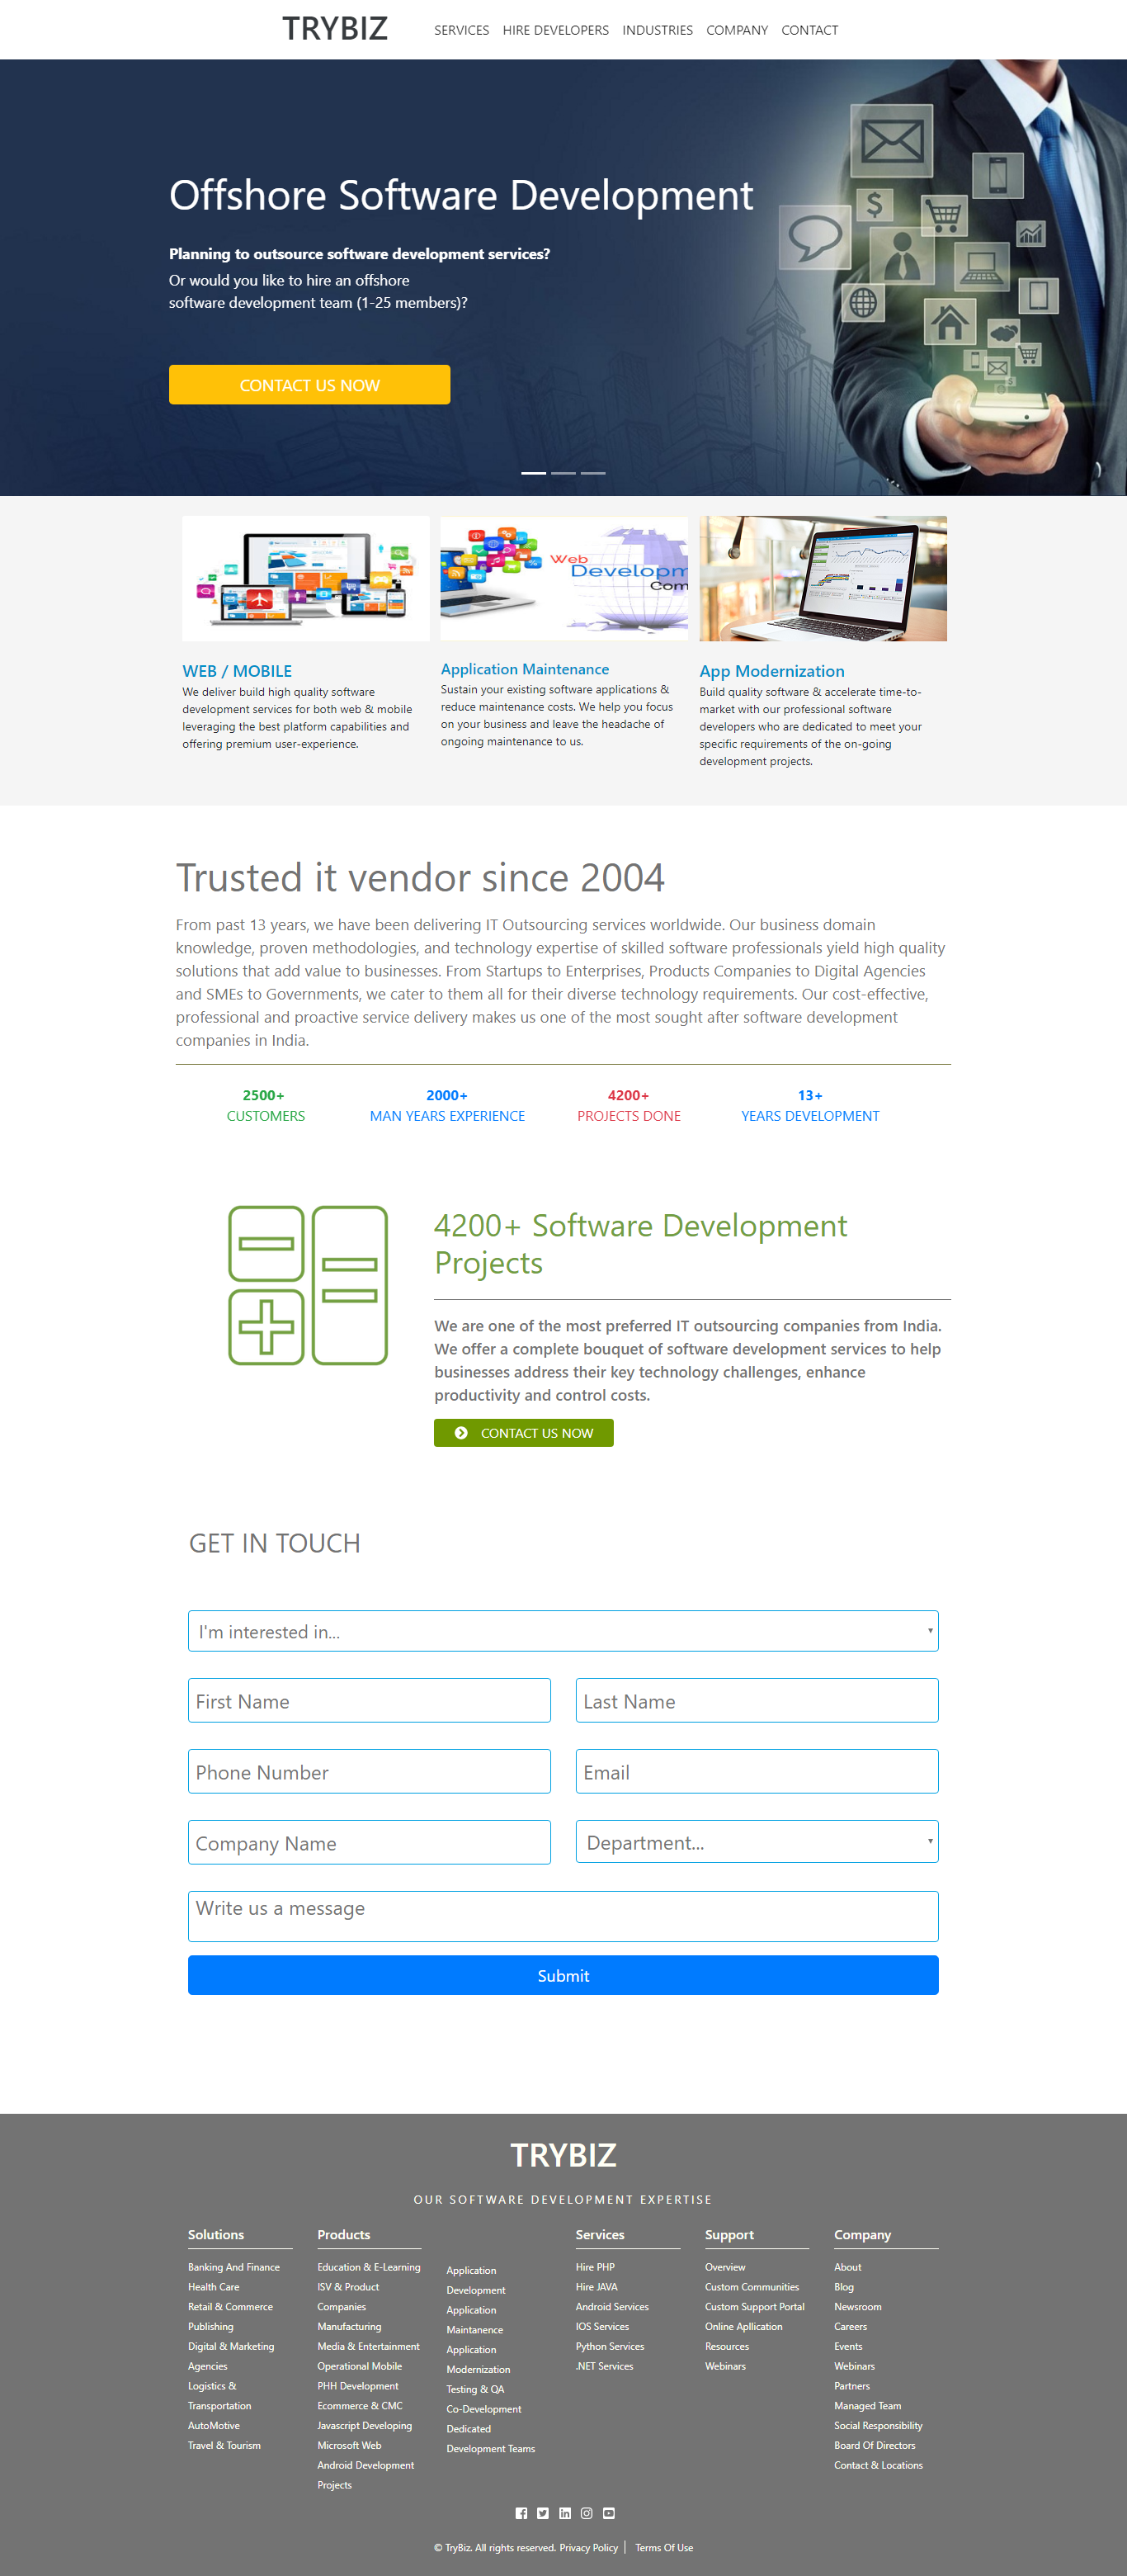 TRYBIZ
SERVICES HIRE DEVELOPERS INDUSTRIES COMPANY CONTACT
Offshore Software Development
Planning to outsource software development services?
Or would you like to hire an offshore
software development team (1-25 members)?
CONTACT US NOW
Web
Developm
Com
WEB / MOBILE
We deliver build high quality software
development services for both web & mobile
leveraging the best platform capabilities and
offering premium user-experience.
Application Maintenance
Sustain your existing software applications &
reduce maintenance costs. We help you focus
on your business and leave the headache of
ongoing maintenance to us.
App Modernization
Build quality software & accelerate time-to-
market with our professional software
developers who are dedicated to meet your
specific requirements of the on-going
development projects.
Trusted it vendor since 2004
From past 13 years, we have been delivering IT Outsourcing services worldwide. Our business domain
knowledge, proven methodologies, and technology expertise of skilled software professionals yield high quality
solutions that add value to businesses. From Startups to Enterprises, Products Companies to Digital Agencies
and SMEs to Governments, we cater to them all for their diverse technology requirements. Our cost-effective,
professional and proactive service delivery makes us one of the most sought after software development
companies in India.
2500+
CUSTOMERS
2000+
MAN YEARS EXPERIENCE
4200+
PROJECTS DONE
13+
YEARS DEVELOPMENT
4200+ Software Development
Projects
We are one of the most preferred IT outsourcing companies from India.
We offer a complete bouquet of software development services to help
businesses address their key technology challenges, enhance
productivity and control costs.
CONTACT US NOW
GET IN TOUCH
I'm interested in...
First Name
Last Name
Phone Number
Email
Company Name
Department...
Write us a message
Submit
TRYBIZ
OUR SOFTWARE DEVELOPMENT EXPERTISE
Solutions
Banking And Finance
Health Care
Retail & Commerce
Publishing
Digital & Marketing
Agencies
Logistics &
Transportation
AutoMotive
Travel & Tourism
Products
Education & E-Learning
ISV & Product
Companies
Manufacturing
Media & Entertainment
Operational Mobile
PHH Development
Ecommerce & CMC
Javascript Developing
Microsoft Web
Android Development
Projects
Application
Development
Application
Maintanence
Application
Modernization
Testing & QA
Co-Development
Dedicated
Development Teams
Services
Hire PHP
Hire JAVA
Android Services
IOS Services
Python Services
.NET Services
Support
Overview
Custom Communities
Custom Support Portal
Online Apllication
Resources
Webinars
Company
About
Blog
Newsroom
Careers
Events
Webinars
Partners
Managed Team
Social Responsibility
Board Of Directors
Contact & Locations
© TryBiz. All rights reserved. Privacy Policy | Terms Of Use